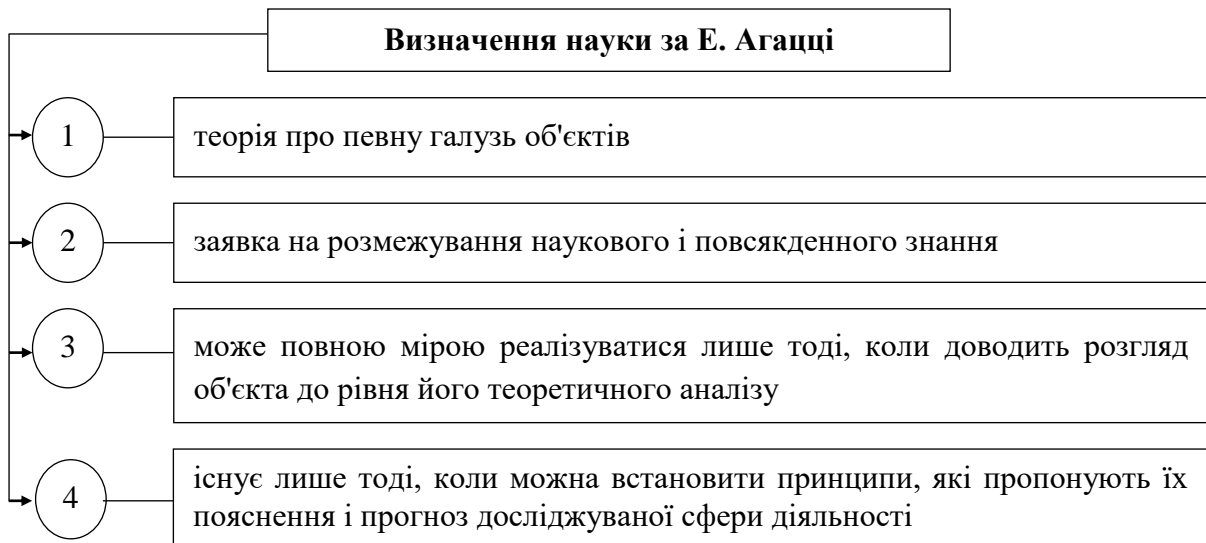 Визначення науки за Е. Агацці
1
теорія про певну галузь об'єктів
2
заявка на розмежування наукового і повсякденного знання
3
може повною мірою реалізуватися лише тоді, коли доводить розгляд
об'єкта до рівня його теоретичного аналізу
4
існує лише тоді, коли можна встановити принципи, які пропонують їх
пояснення і прогноз досліджуваної сфери діяльності